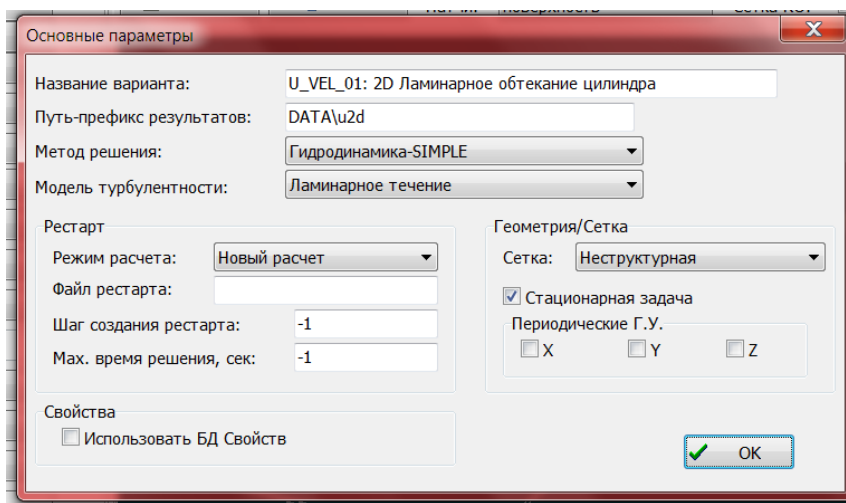 Основные параметры
Название варианта: U_VEL_01: 2D Ламинарное обтекание цилиндра
Путь-префикс результатов: DATA\u2d
Метод решения: Гидродинамика-SIMPLE
Модель турбулентности: Ламинарное течение
Рестарт
Режим расчета: Новый расчет
Файл рестарта:
Шаг создания рестарта: -1
Мах. время решения, сек: -1
Геометрия/Сетка
Сетка: Неструктурная
Стационарная задача
Периодические Г.У.
X Y Z
Свойства
Использовать БД Свойств
OK